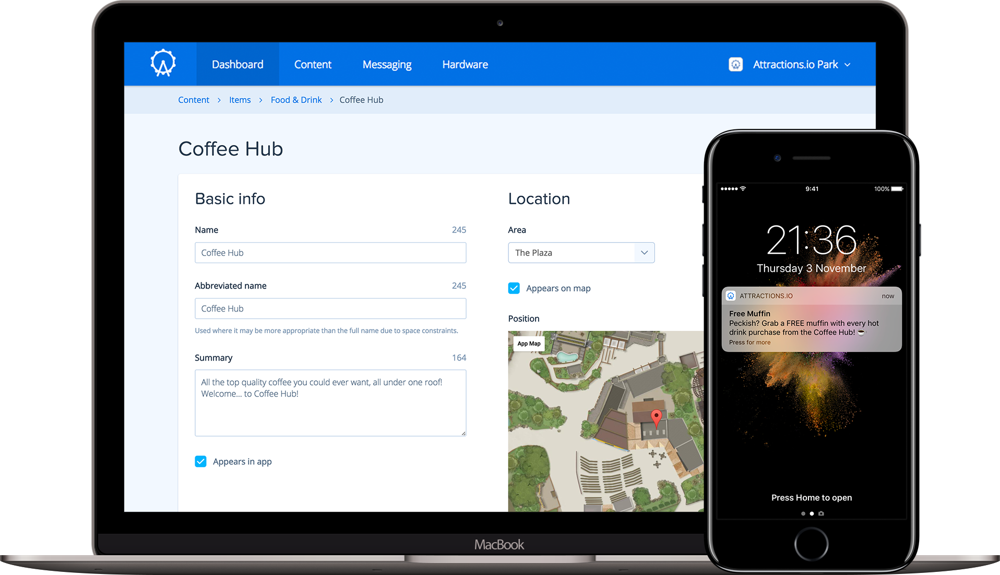 Dashboard
Content
Messaging
Hardware
Attractions.io Park
Content > Items > Food & Drink > Coffee Hub
Coffee Hub
Basic info
Name 245
Coffee Hub
Abbreviated name 245
Coffee Hub
Used where it may be more appropriate than the full name due to space constraints.
Summary 164
All the top quality coffee you could ever want, all under one roof!
Welcome... to Coffee Hub!
Appears in app
Location
Area
The Plaza
Appears on map
Position
App Map
MacBook
9:41
100%
21:36
Thursday 3 November
ATTRACTIONS.IO now
Free Muffin
Peckish? Grab a FREE muffin with every hot
drink purchase from the Coffee Hub! ☕
Press for more
Press Home to open